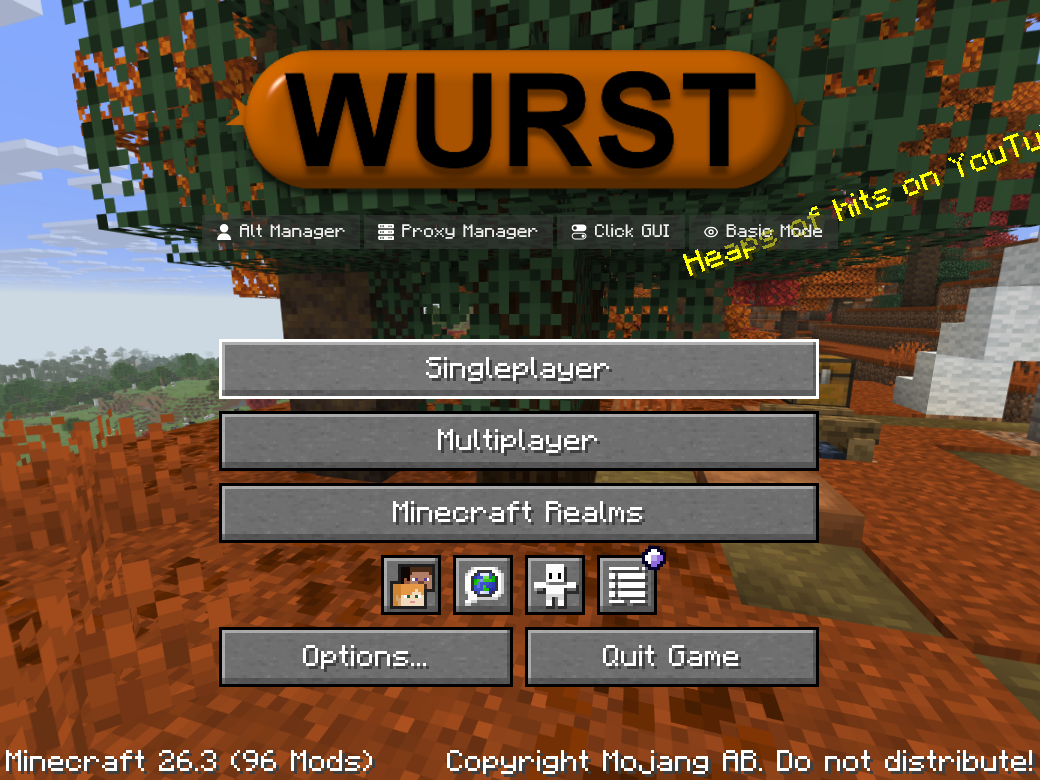 WURST
Heaps of hits on YouTu
Alt Manager
Proxy Manager
Click GUI
Basic Mode
Singleplayer
Multiplayer
Minecraft Realms
Options...
Quit Game
Minecraft 26.3 (96 Mods)
Copyright Mojang AB. Do not distribute!